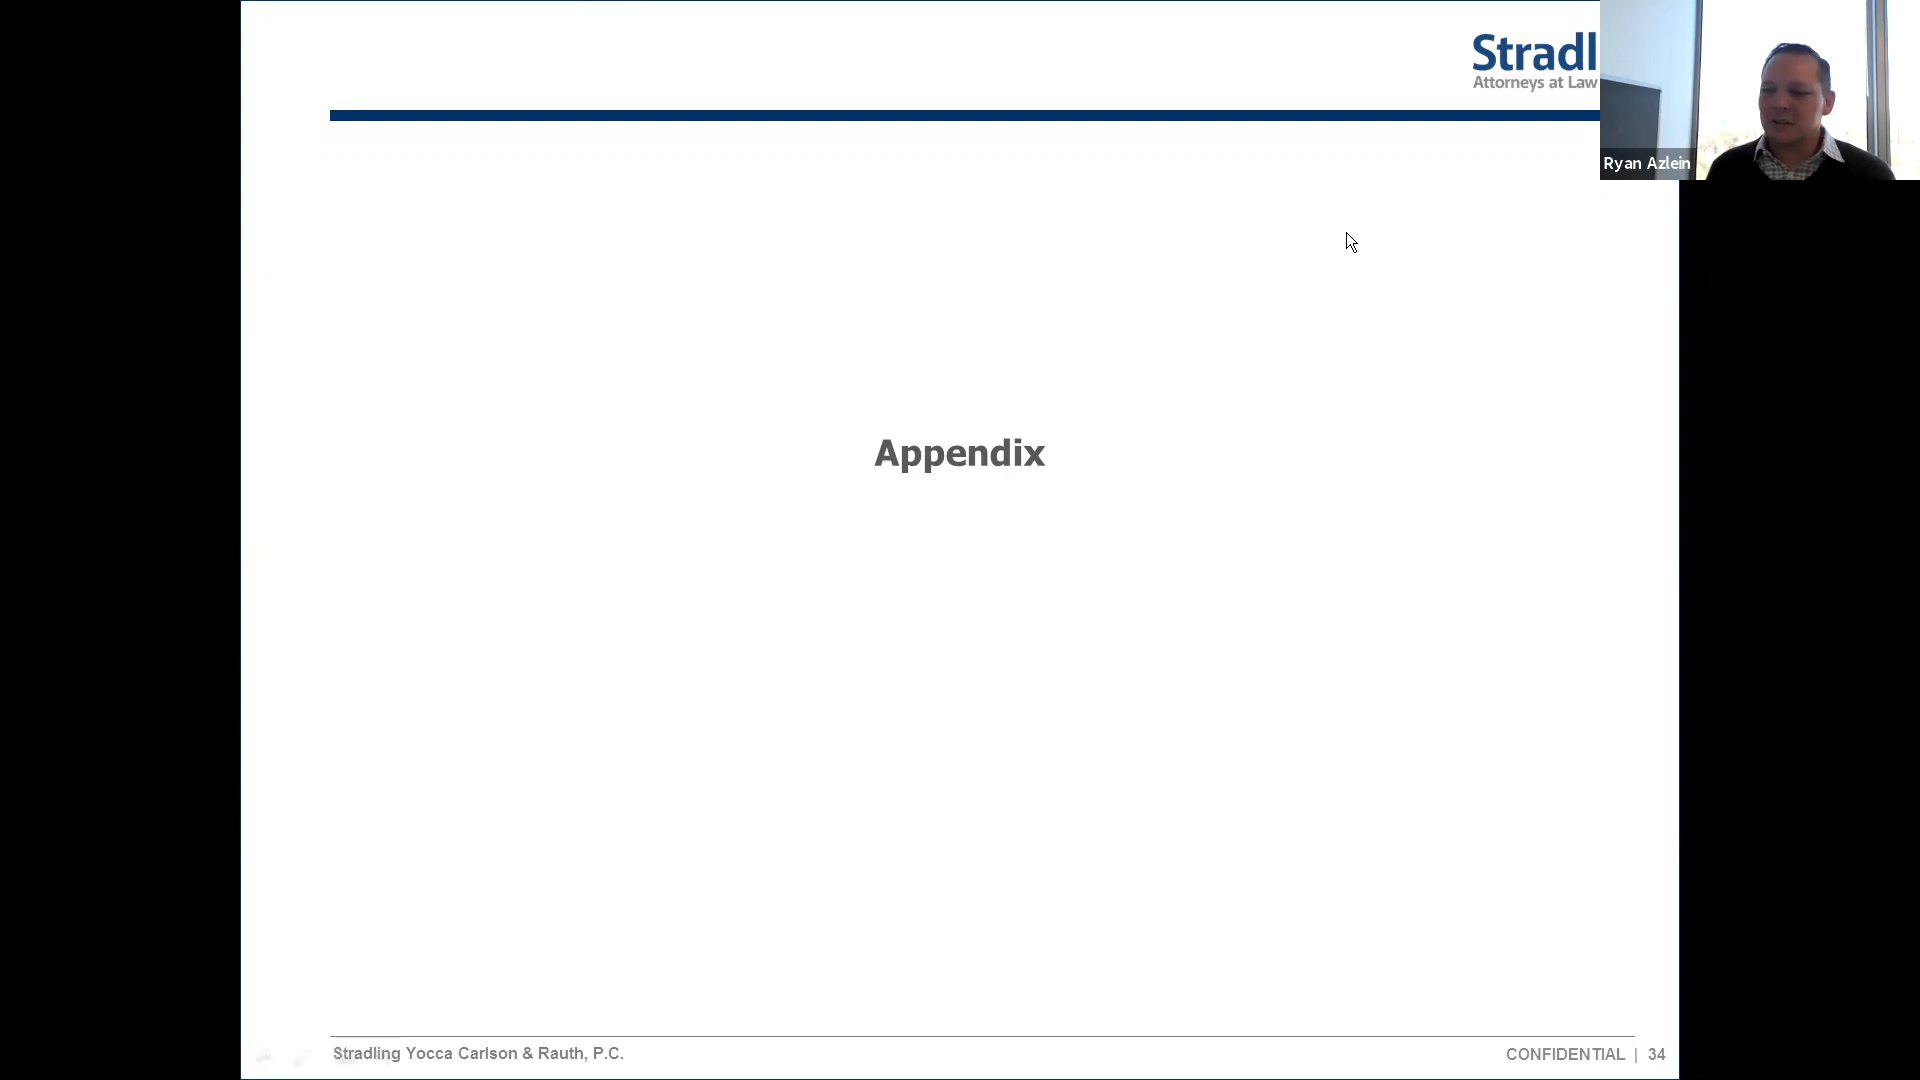 Stradl
Attorneys at Law
Ryan Azlein
Appendix
Stradling Yocca Carlson & Rauth, P.C.
CONFIDENTIAL | 34